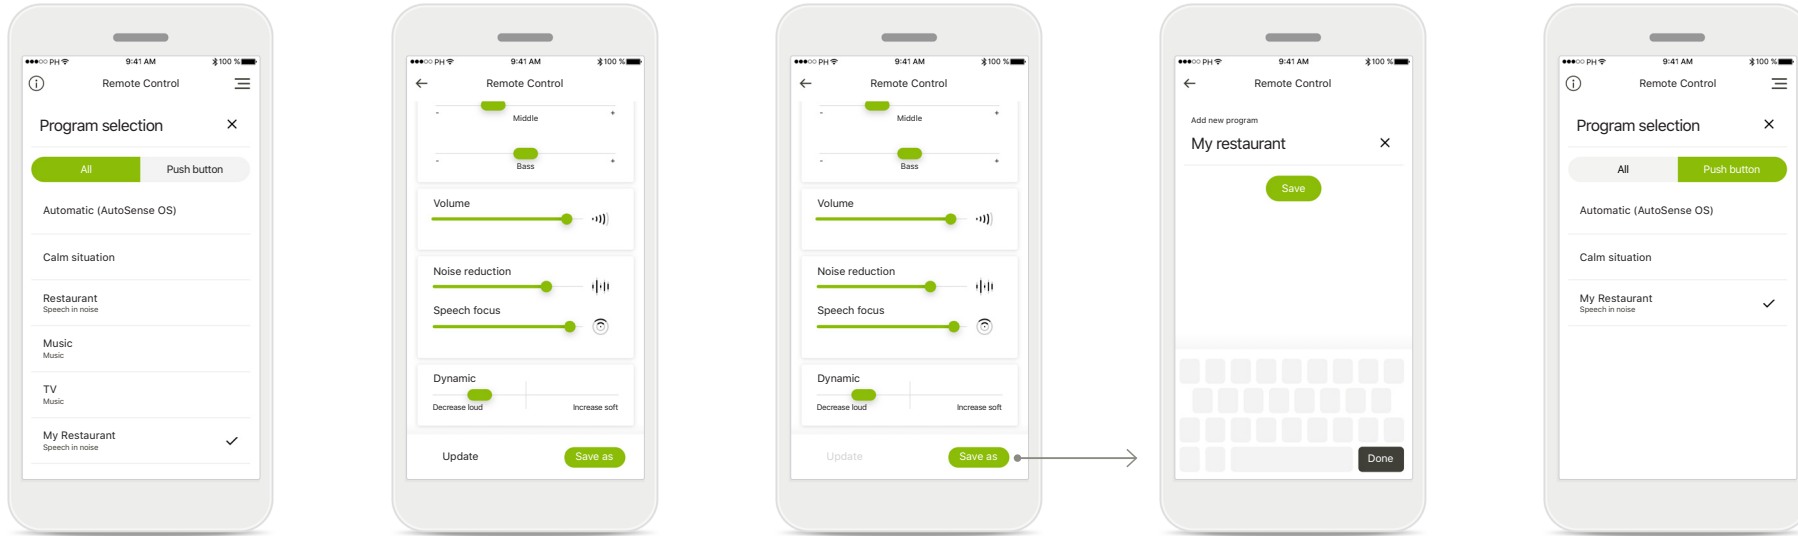 PH 9:41 AM 100 %
Remote Control
Program selection
All Push button
Automatic (AutoSense OS)
Calm situation
Restaurant
Speech in noise
Music
Music
TV
Music
My Restaurant
Speech in noise
PH 9:41 AM 100 %
Remote Control
- +
Middle
- +
Bass
Volume
Noise reduction
Speech focus
Dynamic
Decrease loud Increase soft
Update Save as
PH 9:41 AM 100 %
Remote Control
- +
Middle
- +
Bass
Volume
Noise reduction
Speech focus
Dynamic
Decrease loud Increase soft
Update Save as
PH 9:41 AM 100 %
Remote Control
Add new program
My restaurant
Save
Done
PH 9:41 AM 100 %
Remote Control
Program selection
All Push button
Automatic (AutoSense OS)
Calm situation
My Restaurant
Speech in noise